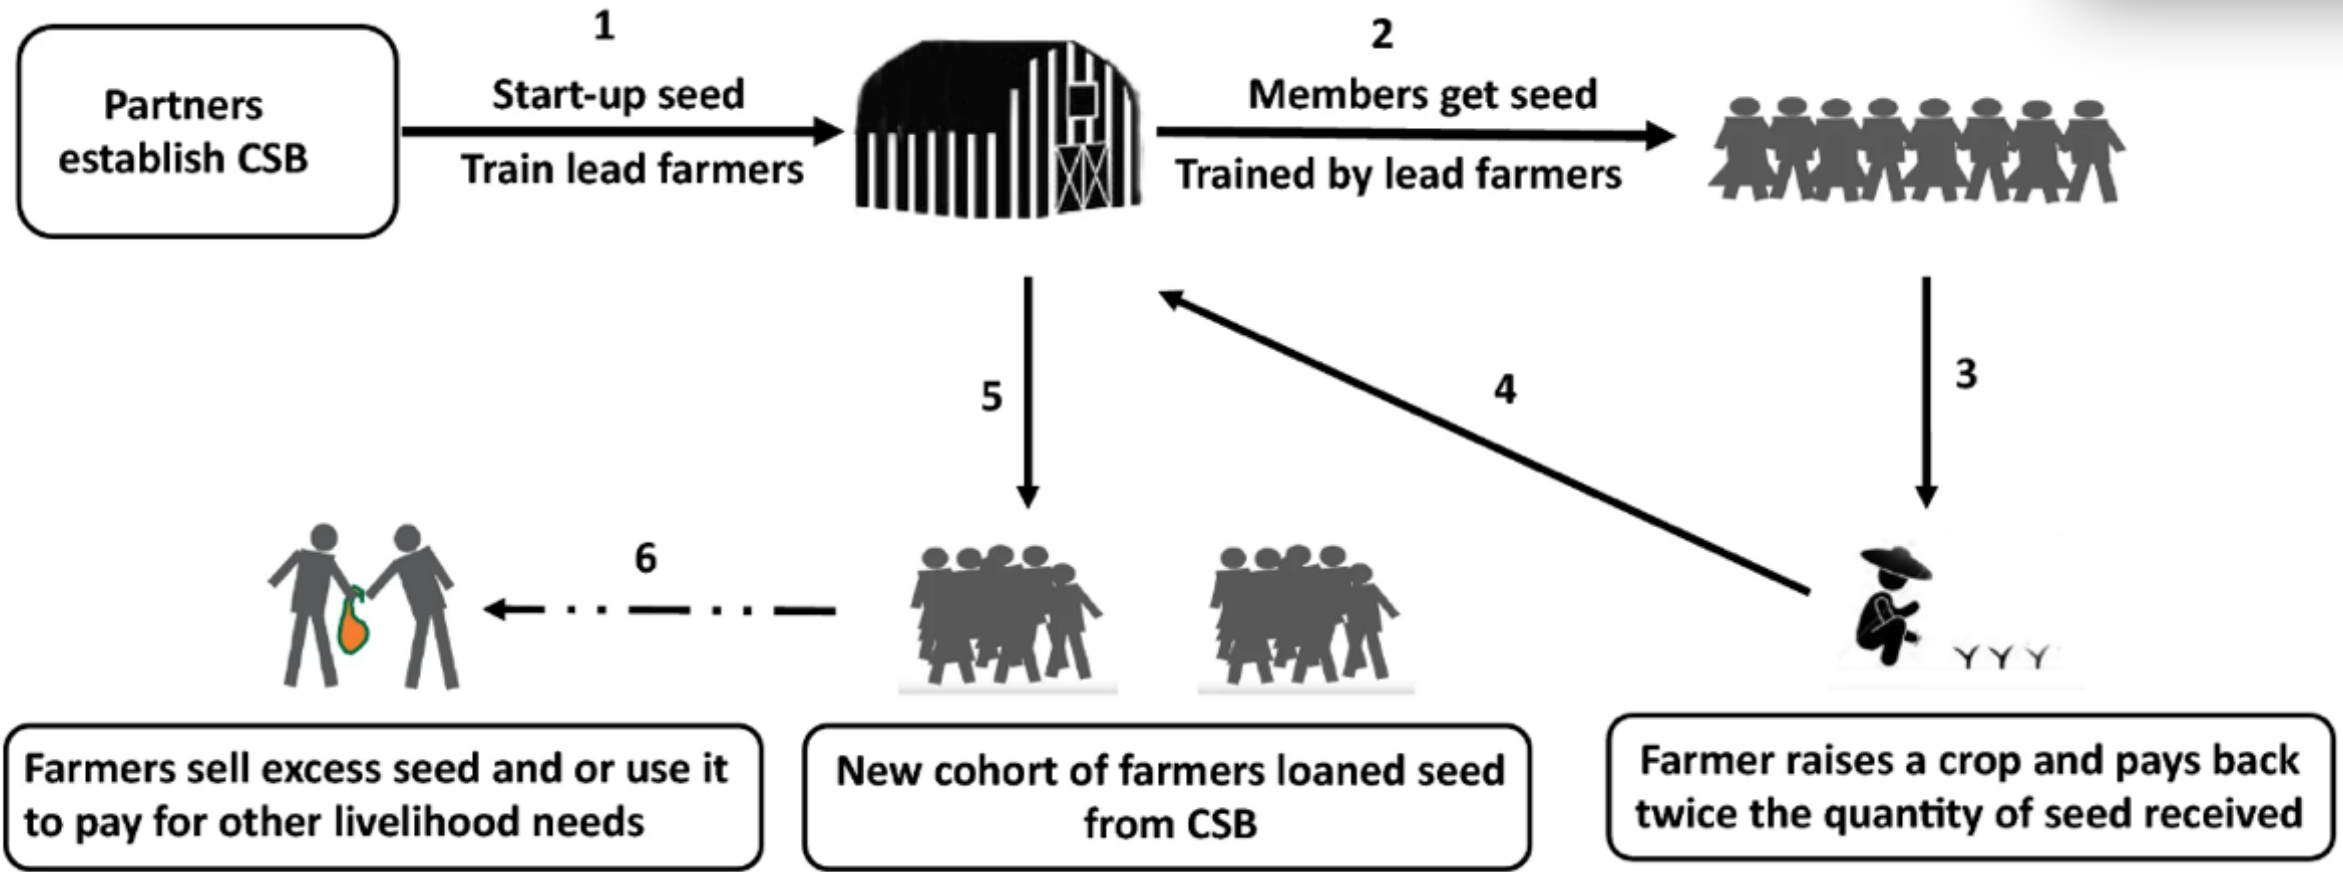 1
2
Partners
establish CSB
Start-up seed
Train lead farmers
Members get seed
Trained by lead farmers
5
4
3
6
Farmers sell excess seed and or use it
to pay for other livelihood needs
New cohort of farmers loaned seed
from CSB
Farmer raises a crop and pays back
twice the quantity of seed received